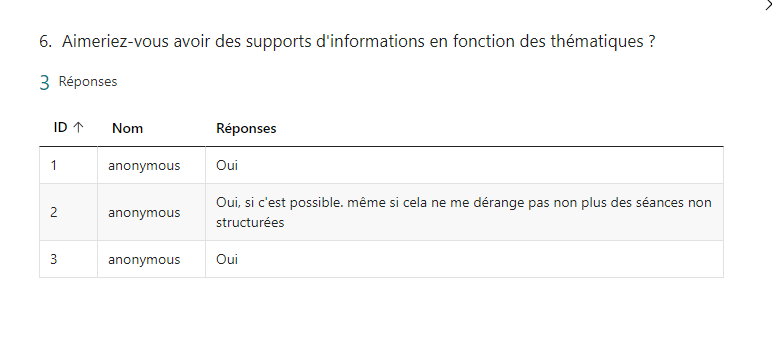 6. Aimeriez-vous avoir des supports d'informations en fonction des thématiques ?
3 Réponses
ID ↑ Nom Réponses
1 anonymous Oui
2 anonymous Oui, si c'est possible. même si cela ne me dérange pas non plus des séances non
structurées
3 anonymous Oui